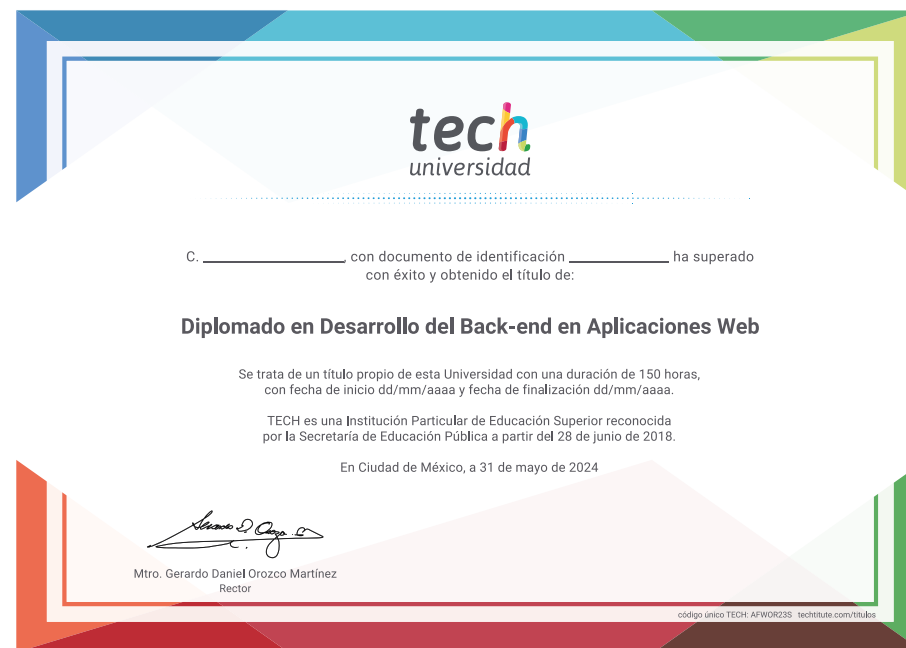 tech
universidad
C. ____________, con documento de identificación ____________ ha superado
con éxito y obtenido el título de:
Diplomado en Desarrollo del Back-end en Aplicaciones Web
Se trata de un título propio de esta Universidad con una duración de 150 horas,
con fecha de inicio dd/mm/aaaa y fecha de finalización dd/mm/aaaa.
TECH es una Institución Particular de Educación Superior reconocida
por la Secretaría de Educación Pública a partir del 28 de junio de 2018.
En Ciudad de México, a 31 de mayo de 2024
Mtro. Gerardo Daniel Orozco Martínez
Rector
código único TECH: AFWOR23S techtitute.com/titulos